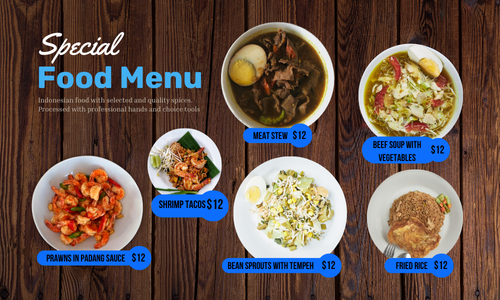 Special
Food Menu
Indonesian food with selected and quality spices.
Processed with professional hands and choice tools
MEAT STEW $12
BEEF SOUP WITH
VEGETABLES $12
SHRIMP TACOS $12
PRAWNS IN PADANG SAUCE $12
BEAN SPROUTS WITH TEMPEH $12
FRIED RICE $12